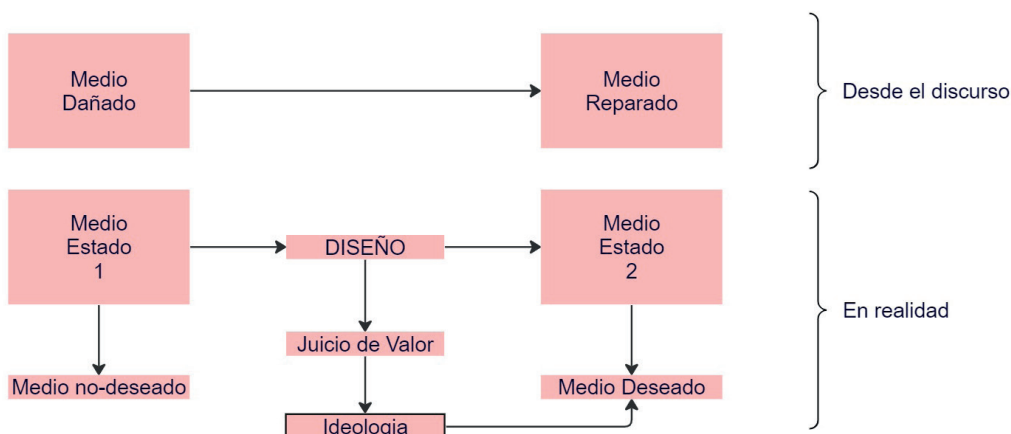 Medio
Dañado
Medio
Reparado
Desde el discurso
Medio
Estado
1
DISEÑO
Medio
Estado
2
En realidad
Juicio de Valor
Medio no-deseado
Medio Deseado
Ideologia